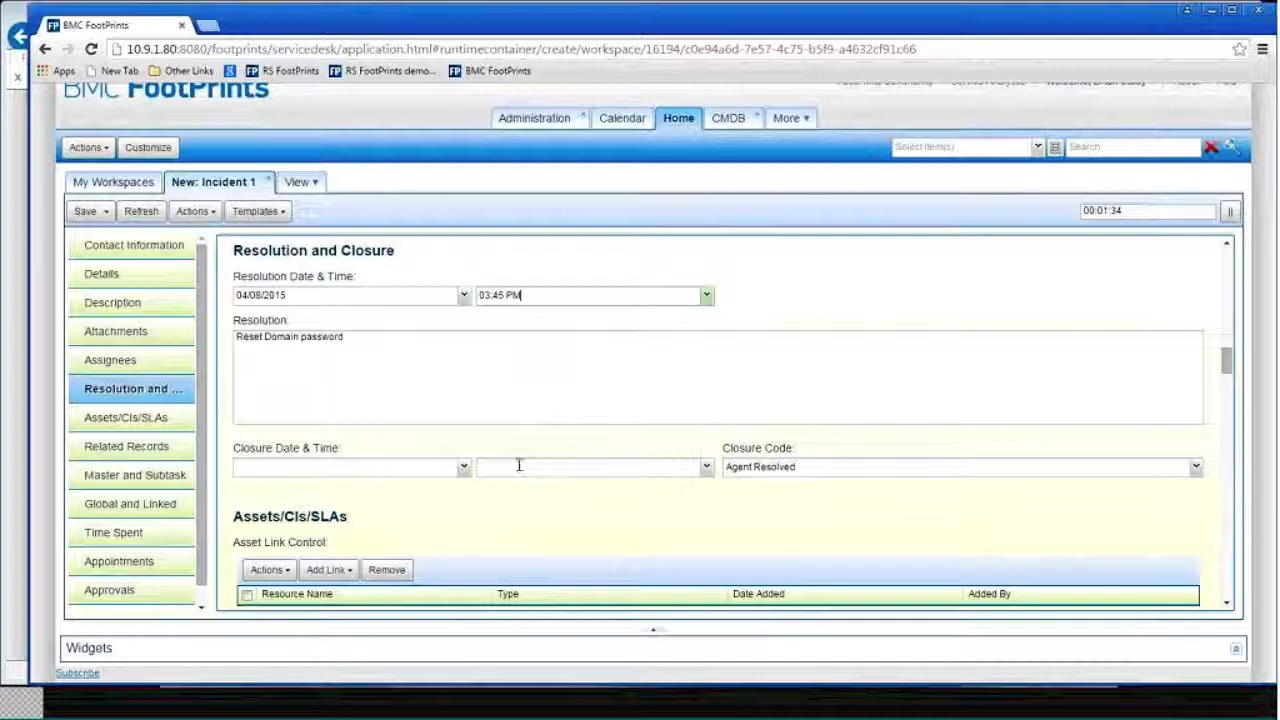 BMC FootPrints
10.9.1.80:8080/footprints/servicedesk/application.html#runtimecontainer/create/workspace/16194/c0e94a6d-7e57-4c75-b5f9-a4632cf91c66
Apps New Tab Other Links RS FootPrints RS FootPrints demo... BMC FootPrints
BMC FOOTPRINTS
Administration Calendar Home CMDB More
Actions Customize Select Item(s) Search
My Workspaces New: Incident 1 View
Save Refresh Actions Templates 00:01:34
Contact Information
Details
Description
Attachments
Assignees
Resolution and ...
Assets/CIs/SLAs
Related Records
Master and Subtask
Global and Linked
Time Spent
Appointments
Approvals
Resolution and Closure
Resolution Date & Time:
04/08/2015 03:45 PM
Resolution:
Reset Domain password
Closure Date & Time: Closure Code:
Agent Resolved
Assets/CIs/SLAs
Asset Link Control:
Actions Add Link Remove
Resource Name Type Date Added Added By
Widgets
Subscribe